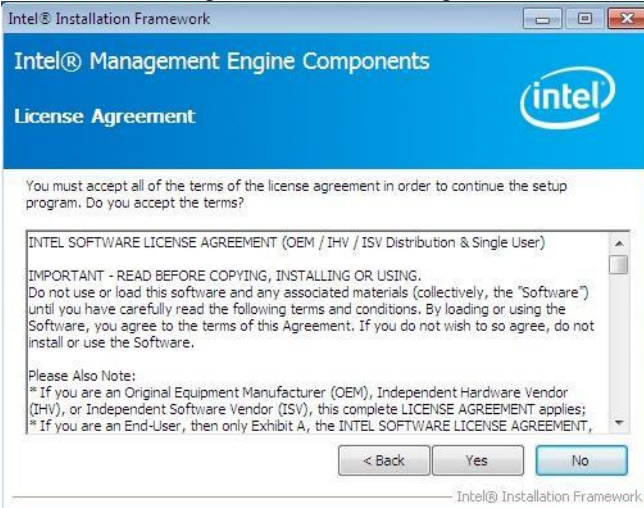 Intel® Installation Framework
Intel® Management Engine Components
License Agreement
intel
You must accept all of the terms of the license agreement in order to continue the setup
program. Do you accept the terms?
INTEL SOFTWARE LICENSE AGREEMENT (OEM / IHV / ISV Distribution & Single User)
IMPORTANT - READ BEFORE COPYING, INSTALLING OR USING.
Do not use or load this software and any associated materials (collectively, the "Software")
until you have carefully read the following terms and conditions. By loading or using the
Software, you agree to the terms of this Agreement. If you do not wish to so agree, do not
install or use the Software.
Please Also Note:
* If you are an Original Equipment Manufacturer (OEM), Independent Hardware Vendor
(IHV), or Independent Software Vendor (ISV), this complete LICENSE AGREEMENT applies;
* If you are an End-User, then only Exhibit A, the INTEL SOFTWARE LICENSE AGREEMENT,
< Back
Yes
No
Intel® Installation Framework